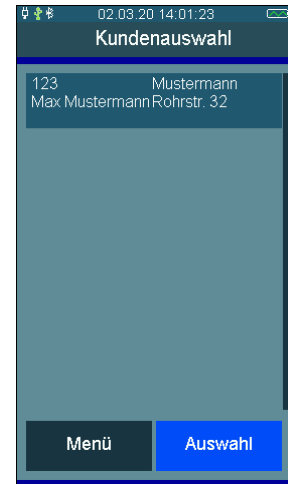 02.03.20 14:01:23
Kundenauswahl
123 Mustermann
Max Mustermann Rohrstr. 32
Menü Auswahl